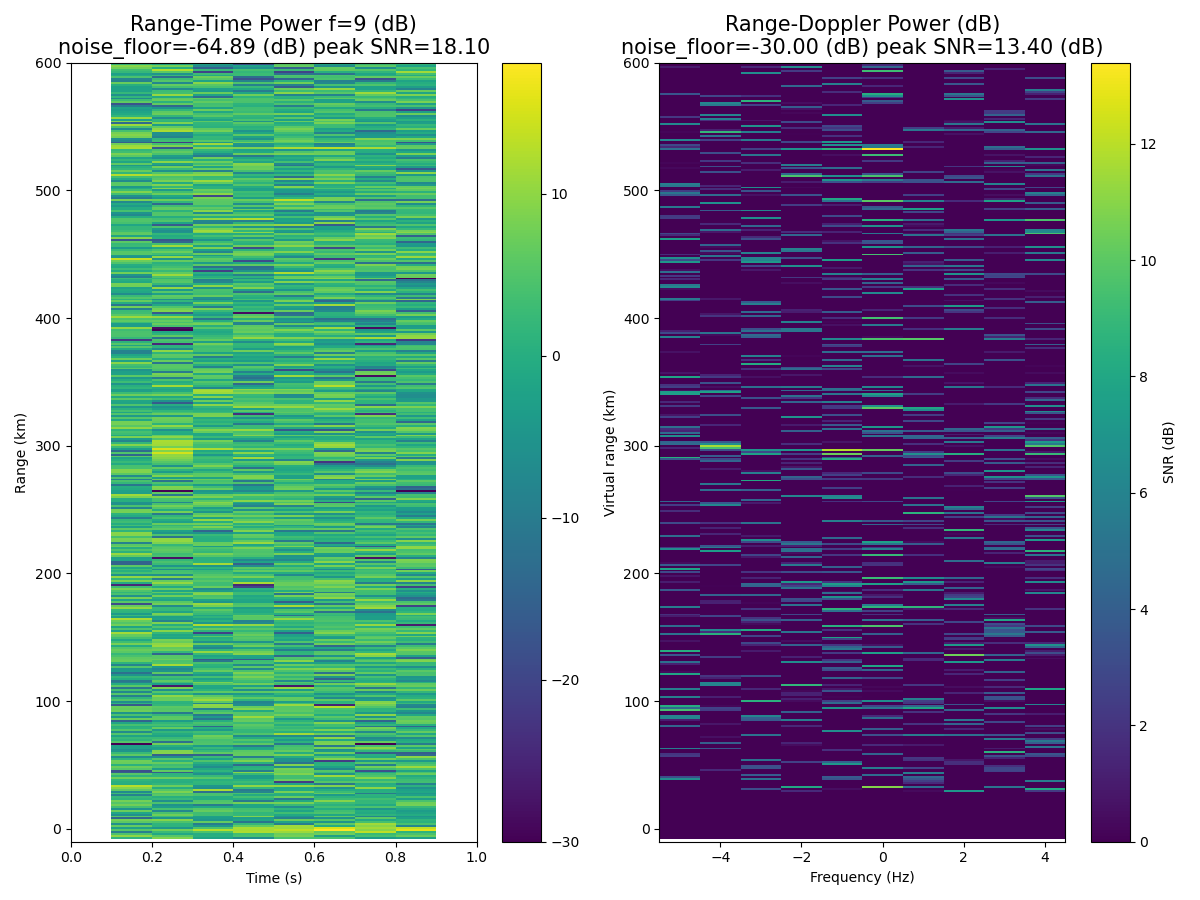 Range-Time Power f=9 (dB)
noise_floor=-64.89 (dB) peak SNR=18.10
Range (km)
600
500
400
300
200
100
0
0.0 0.2 0.4 0.6 0.8 1.0
Time (s)
10
0
−10
−20
−30
Range-Doppler Power (dB)
noise_floor=-30.00 (dB) peak SNR=13.40 (dB)
Virtual range (km)
600
500
400
300
200
100
0
−4 −2 0 2 4
Frequency (Hz)
12
10
8
6
4
2
0
SNR (dB)